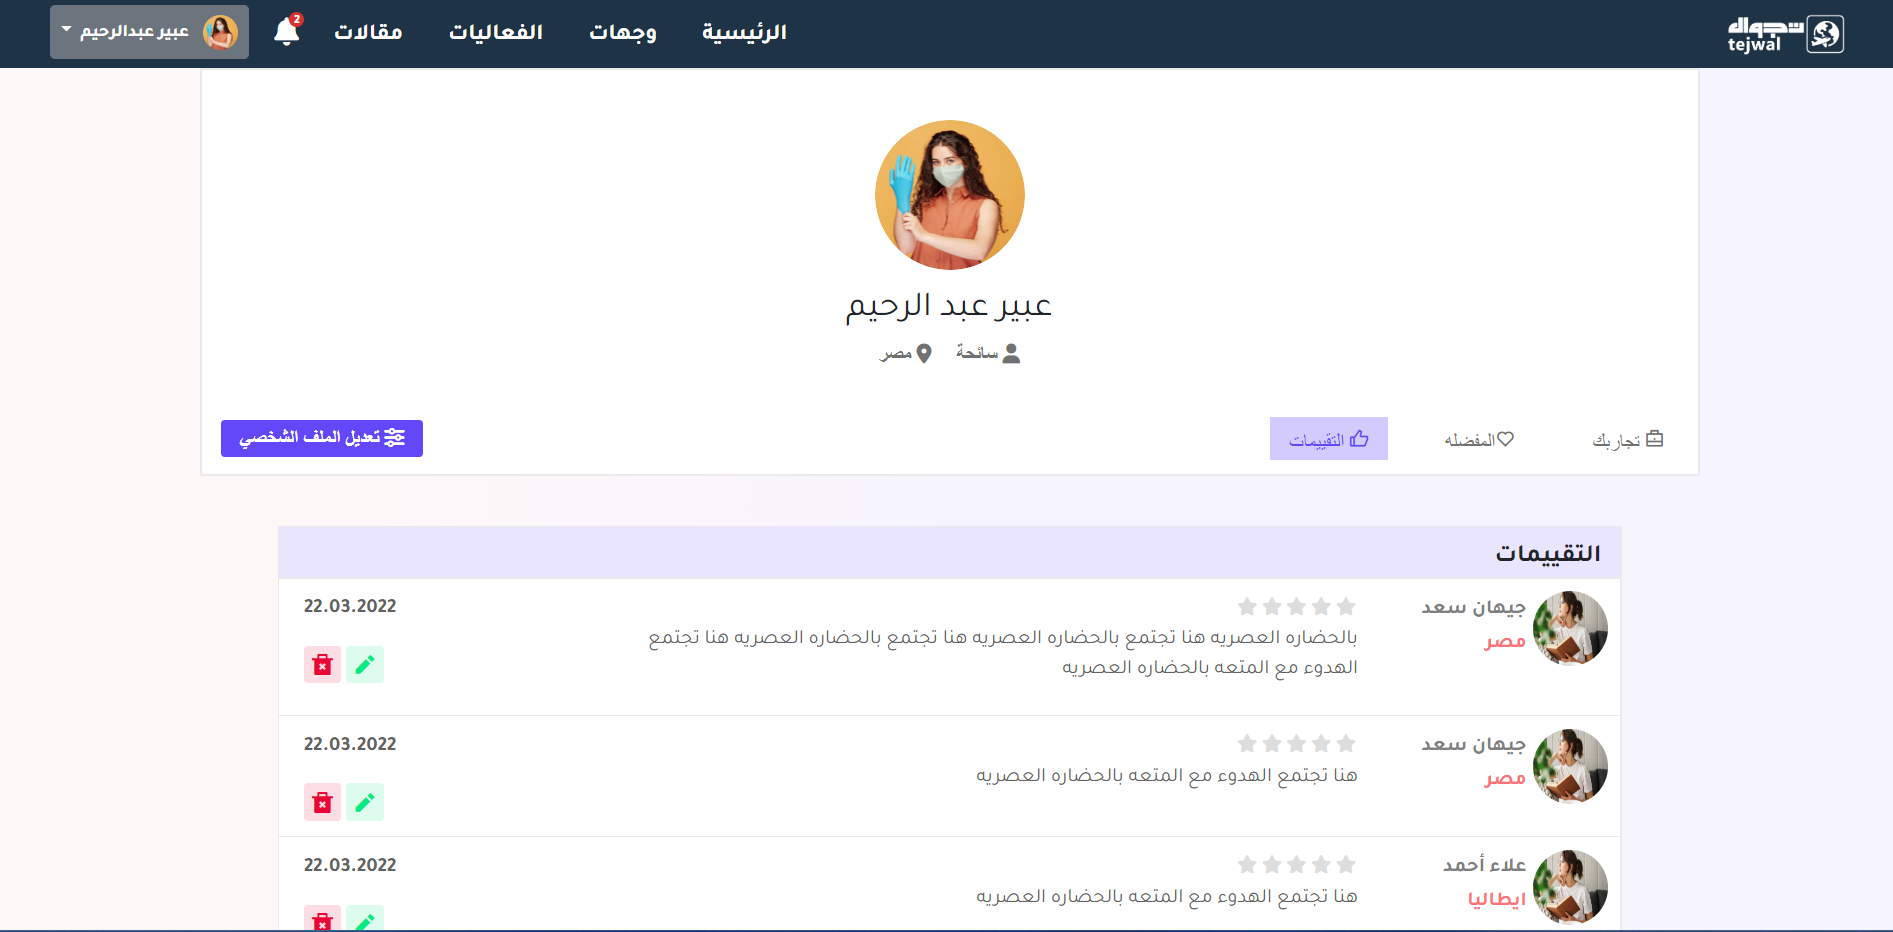 تجوال
tejwal
الرئيسية
وجهات
الفعاليات
مقالات
2
عبير عبدالرحيم
عبير عبد الرحيم
سائحة
مصر
تجاربك
المفضله
التقييمات
تعديل الملف الشخصي
التقييمات
جيهان سعد
مصر
بالحضاره العصريه هنا تجتمع بالحضاره العصريه هنا تجتمع بالحضاره العصريه هنا تجتمع
الهدوء مع المتعه بالحضاره العصريه
22.03.2022
جيهان سعد
مصر
هنا تجتمع الهدوء مع المتعه بالحضاره العصريه
22.03.2022
علاء أحمد
ايطاليا
هنا تجتمع الهدوء مع المتعه بالحضاره العصريه
22.03.2022